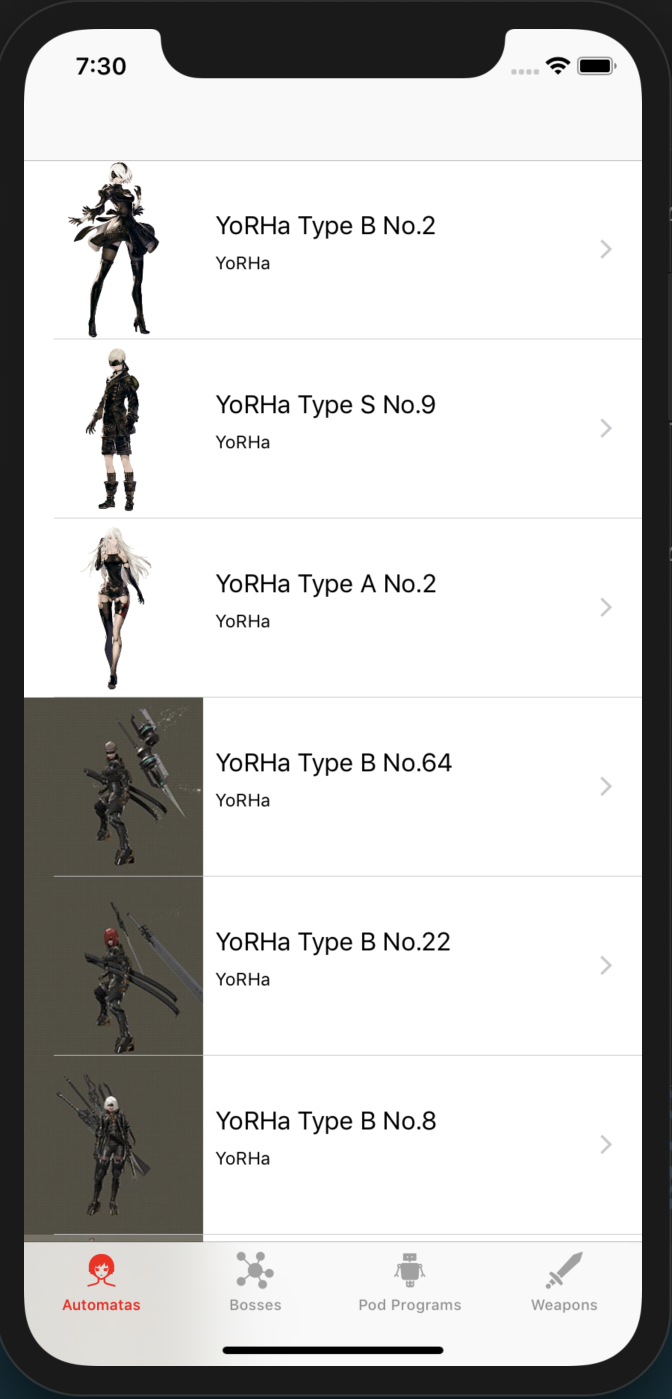 7:30
YoRHa Type B No.2
YoRHa
YoRHa Type S No.9
YoRHa
YoRHa Type A No.2
YoRHa
YoRHa Type B No.64
YoRHa
YoRHa Type B No.22
YoRHa
YoRHa Type B No.8
YoRHa
Automatas
Bosses
Pod Programs
Weapons